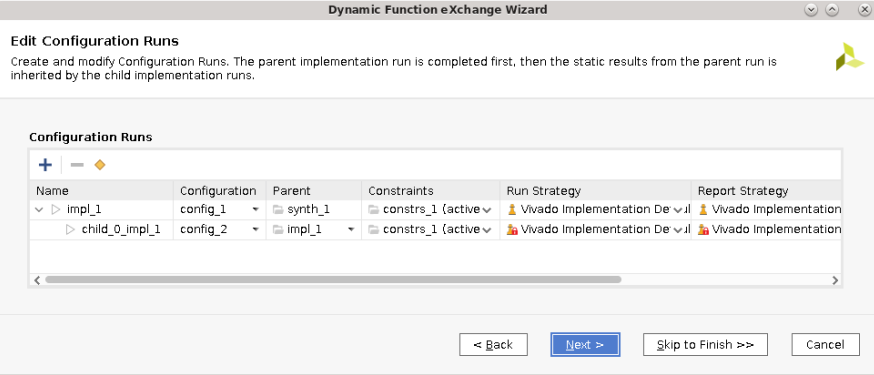 Dynamic Function eXchange Wizard
Edit Configuration Runs
Create and modify Configuration Runs. The parent implementation run is completed first, then the static results from the parent run is
inherited by the child implementation runs.
Configuration Runs
Name Configuration Parent Constraints Run Strategy Report Strategy
impl_1 config_1 synth_1 constrs_1 (active Vivado Implementation De ul Vivado Implementation
child_0_impl_1 config_2 impl_1 constrs_1 (active Vivado Implementation De ul Vivado Implementation
< Back Next > Skip to Finish >> Cancel